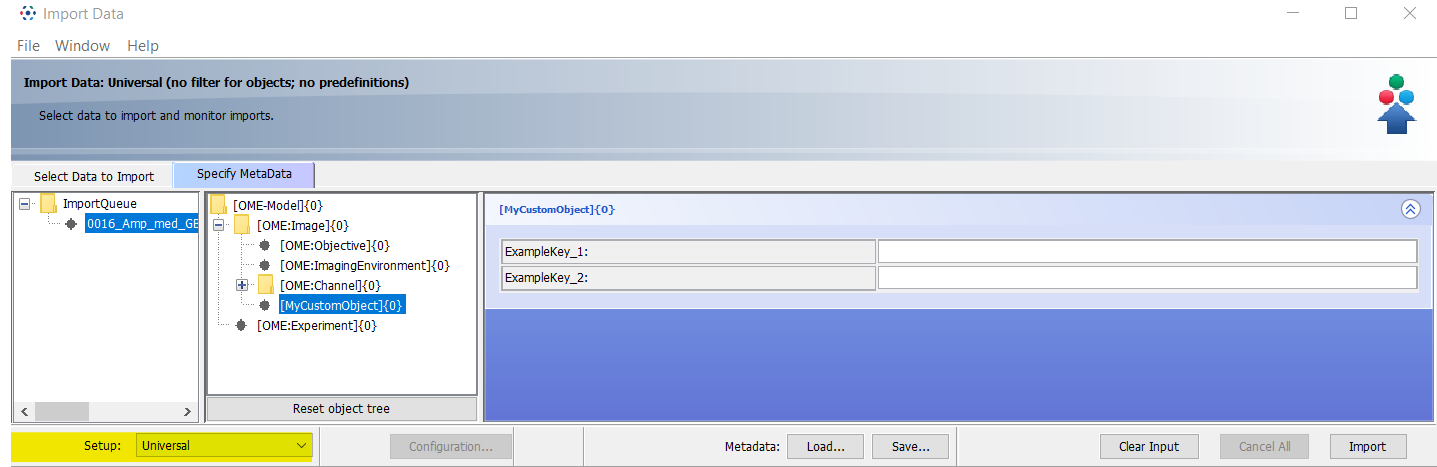 Import Data
File Window Help
Import Data: Universal (no filter for objects; no predefinitions)
Select data to import and monitor imports.
Select Data to Import
Specify MetaData
ImportQueue
0016_Amp_med_GE
[OME-Model]{0}
[OME:Image]{0}
[OME:Objective]{0}
[OME:ImagingEnvironment]{0}
[OME:Channel]{0}
[MyCustomObject]{0}
[OME:Experiment]{0}
Reset object tree
[MyCustomObject]{0}
ExampleKey_1:
ExampleKey_2:
Setup: Universal
Configuration...
Metadata: Load... Save...
Clear Input Cancel All Import